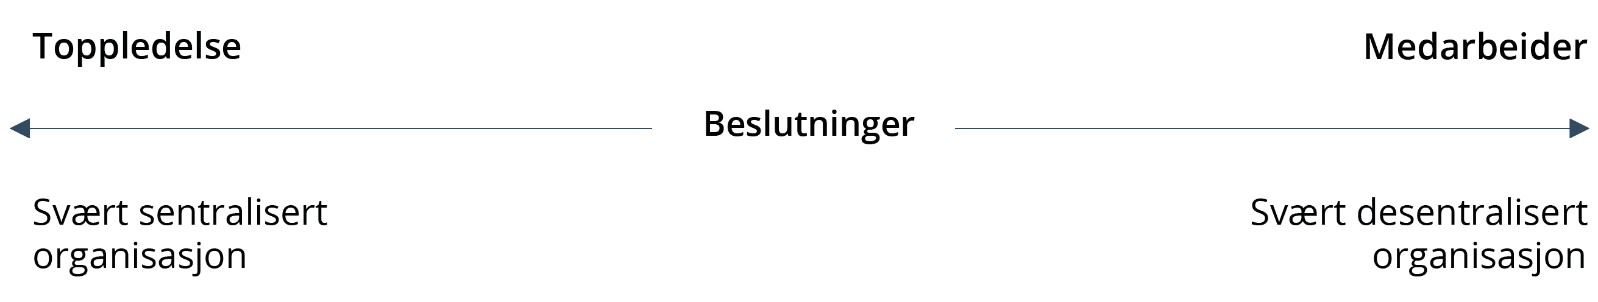 Toppledelse
Medarbeider
Beslutninger
Svært sentralisert
organisasjon
Svært desentralisert
organisasjon